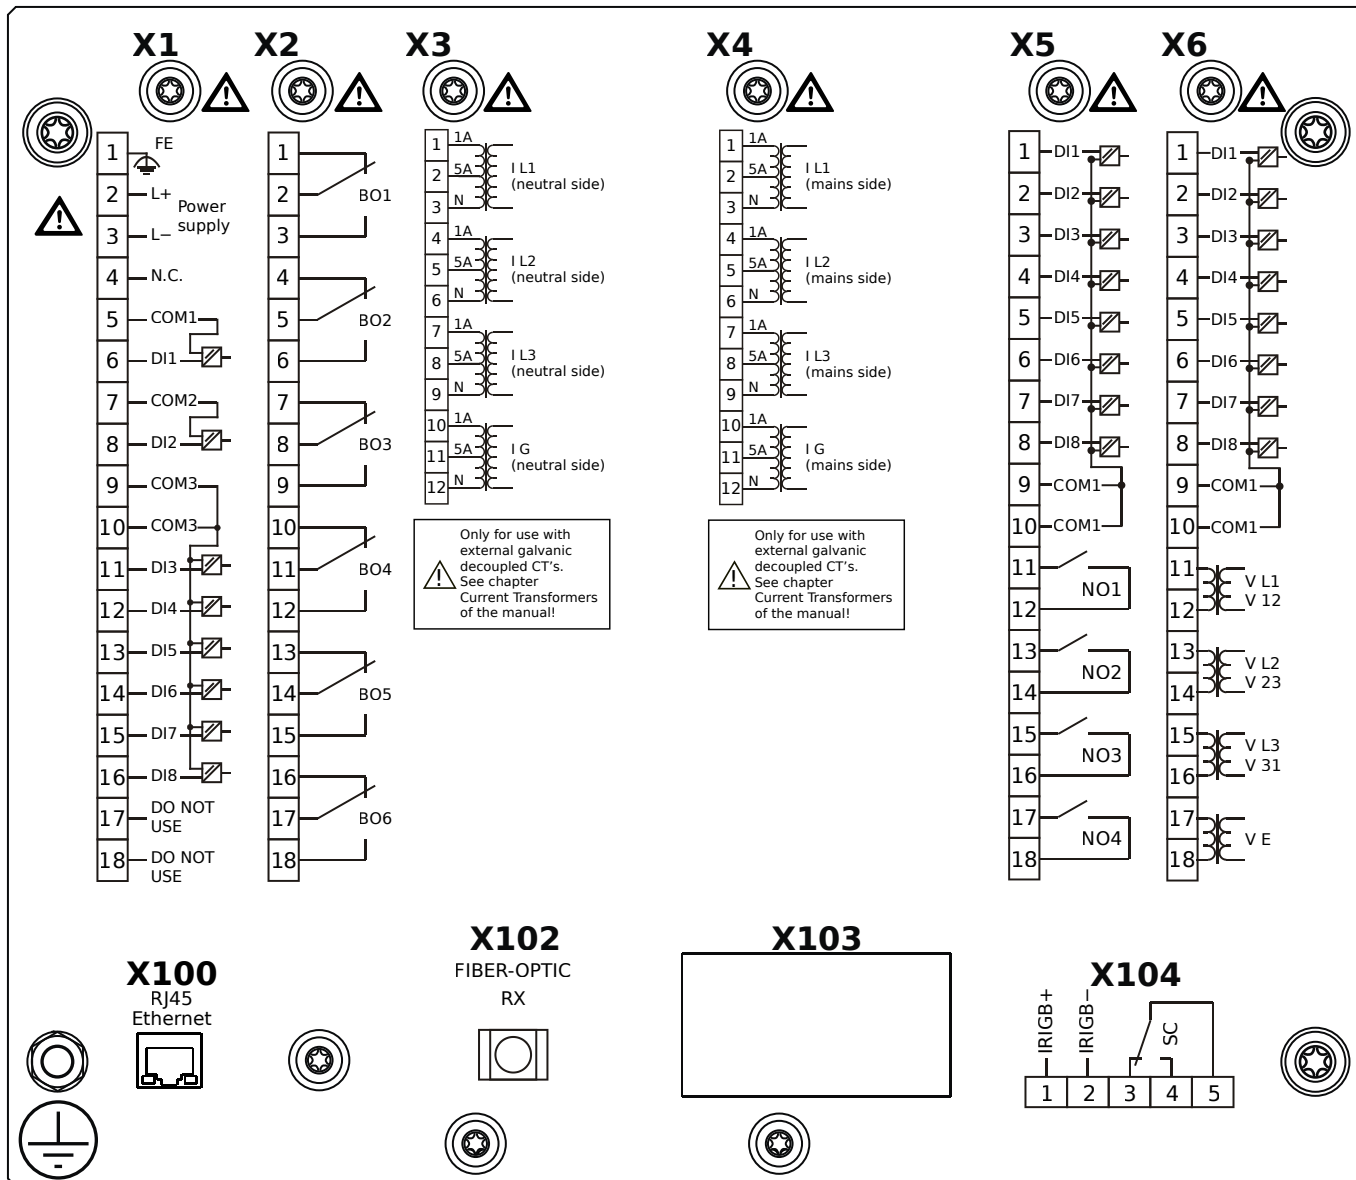 X1
1 FE
2 L+ Power
supply
3 L−
4 N.C.
5 COM1
6 DI1
7 COM2
8 DI2
9 COM3
10 COM3
11 DI3
12 DI4
13 DI5
14 DI6
15 DI7
16 DI8
17 DO NOT
USE
18 DO NOT
USE
X2
1
2 BO1
3
4
5 BO2
6
7
8 BO3
9
10
11 BO4
12
13
14 BO5
15
16
17 BO6
18
X3
1 1A
2 5A I L1
(neutral side)
3 N
4 1A
5 5A I L2
(neutral side)
6 N
7 1A
8 5A I L3
(neutral side)
9 N
10 1A
11 5A I G
(neutral side)
12 N
Only for use with
external galvanic
decoupled CT’s.
See chapter
Current Transformers
of the manual!
X4
1 1A
2 5A I L1
(mains side)
3 N
4 1A
5 5A I L2
(mains side)
6 N
7 1A
8 5A I L3
(mains side)
9 N
10 1A
11 5A I G
(mains side)
12 N
Only for use with
external galvanic
decoupled CT’s.
See chapter
Current Transformers
of the manual!
X5
1 DI1
2 DI2
3 DI3
4 DI4
5 DI5
6 DI6
7 DI7
8 DI8
9 COM1
10 COM1
11
NO1
12
13
NO2
14
15
NO3
16
17
NO4
18
X6
1 DI1
2 DI2
3 DI3
4 DI4
5 DI5
6 DI6
7 DI7
8 DI8
9 COM1
10 COM1
11 V L1
12 V 12
13 V L2
14 V 23
15 V L3
16 V 31
17 V E
18
X100
RJ45
Ethernet
X102
FIBER-OPTIC
RX
X103
X104
IRIGB+
IRIGB−
SC
1 2 3 4 5